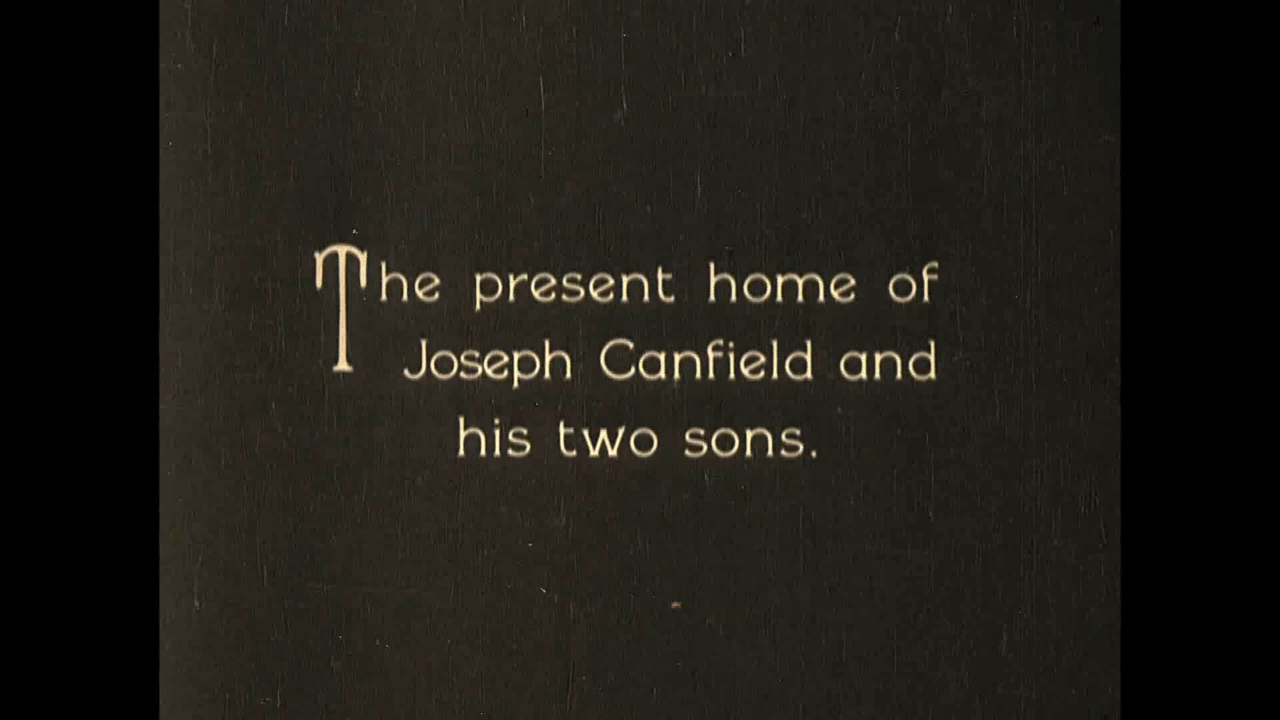 The present home of
Joseph Canfield and
his two sons.